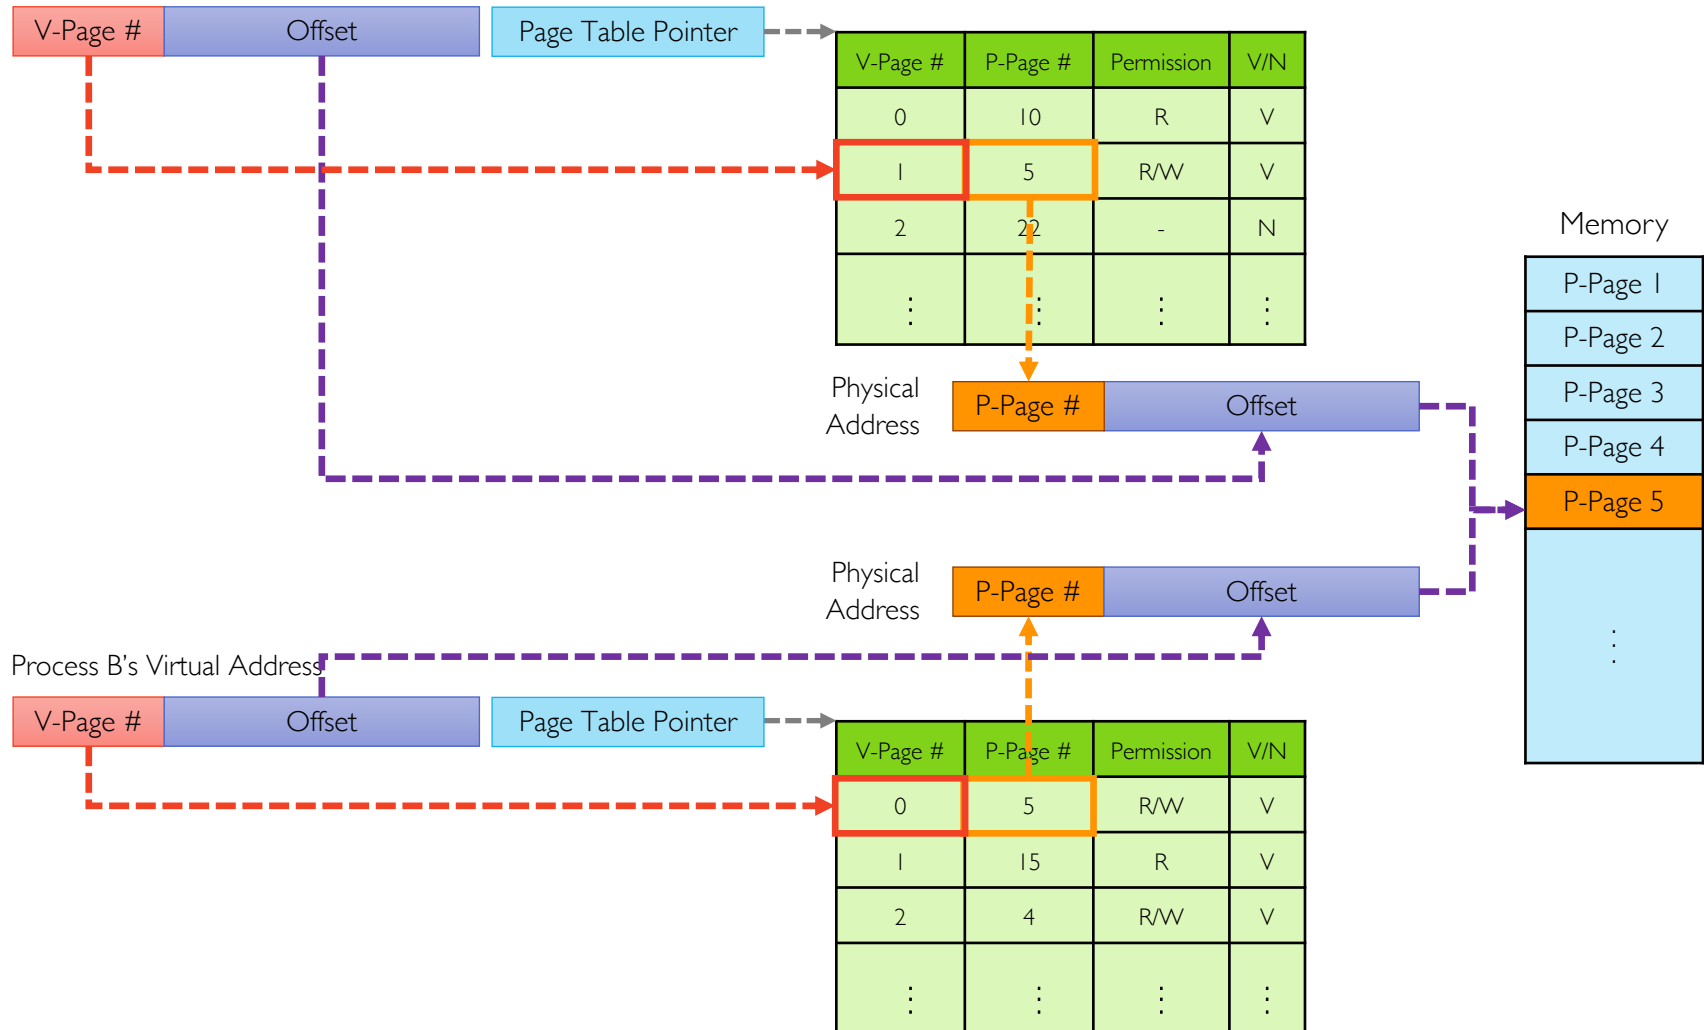 V-Page # Offset Page Table Pointer
V-Page # P-Page # Permission V/N
0 10 R V
1 5 R/W V
2 22 - N
⋮ ⋮ ⋮ ⋮
Memory
P-Page 1
P-Page 2
P-Page 3
P-Page 4
P-Page 5
⋮
Physical
Address
P-Page # Offset
Physical
Address
P-Page # Offset
Process B’s Virtual Address
V-Page # Offset Page Table Pointer
V-Page # P-Page # Permission V/N
0 5 R/W V
1 15 R V
2 4 R/W V
⋮ ⋮ ⋮ ⋮